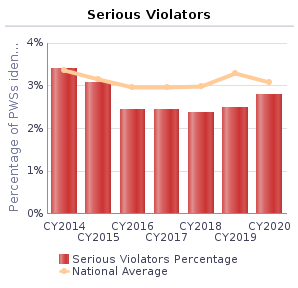 Serious Violators
Percentage of PWSs iden...
4%
3%
2%
1%
0%
CY2014
CY2015
CY2016
CY2017
CY2018
CY2019
CY2020
Serious Violators Percentage
National Average